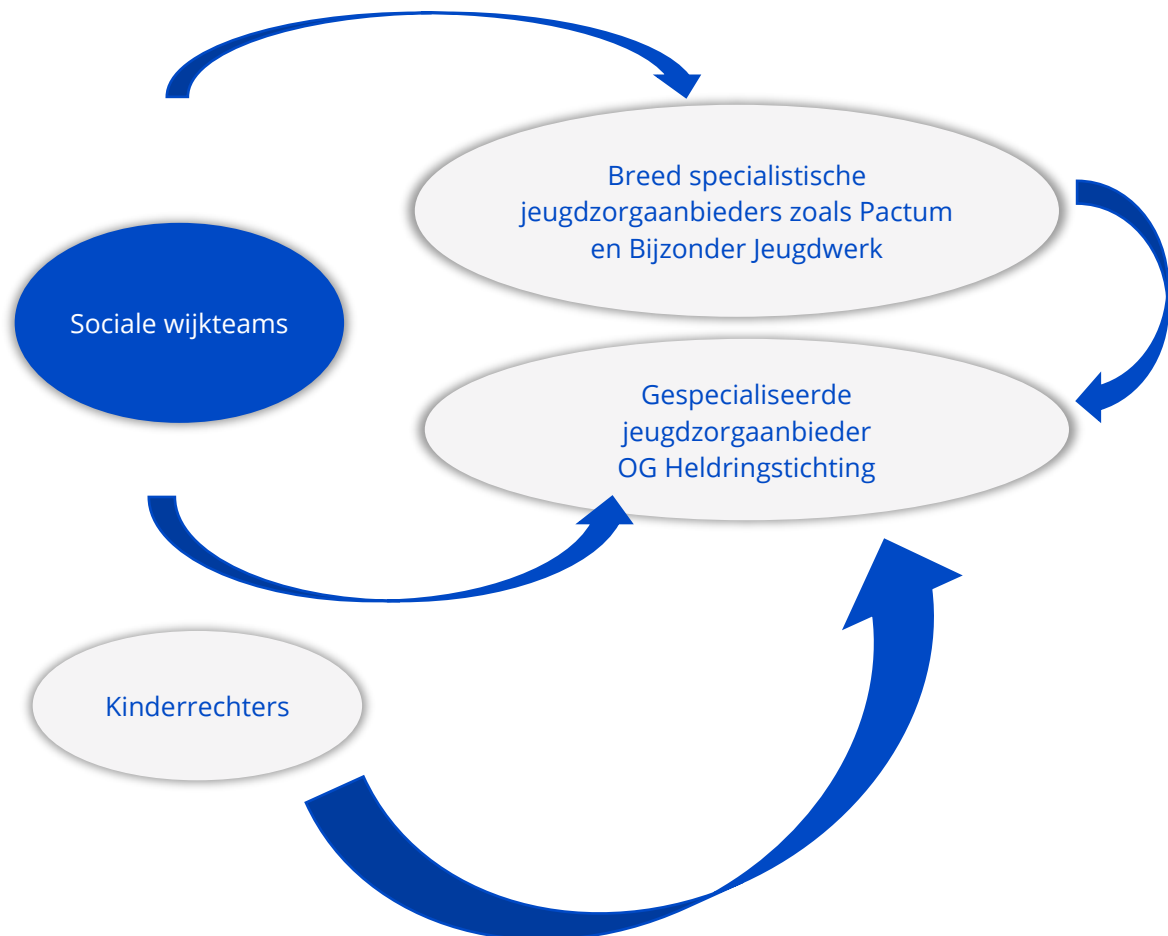 Breed specialistische
jeugdzorgaanbieders zoals Pactum
en Bijzonder Jeugdwerk
Sociale wijkteams
Gespecialiseerde
jeugdzorgaanbieder
OG Heldringstichting
Kinderrechters